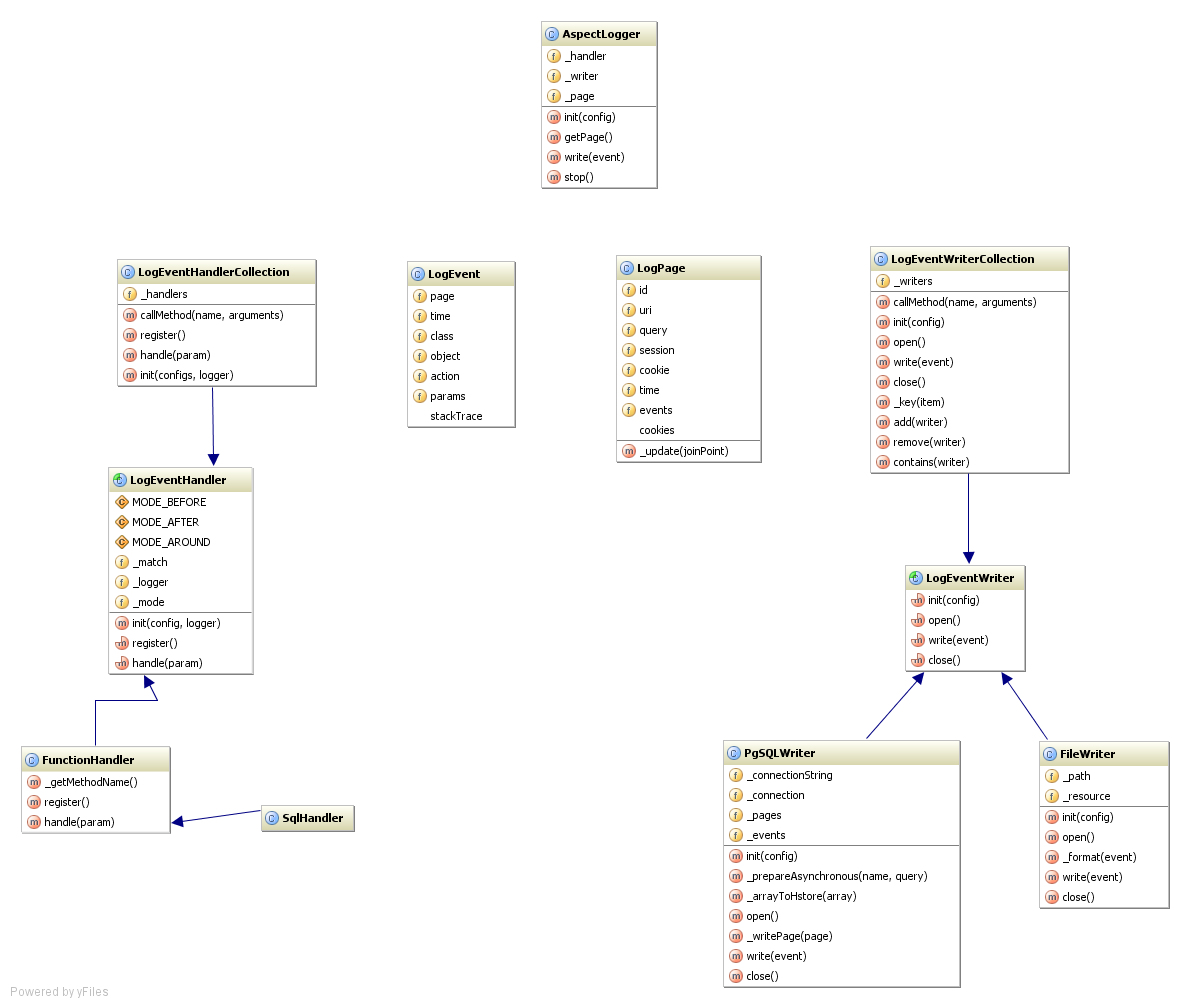 AspectLogger
_handler
_writer
_page
init(config)
getPage()
write(event)
stop()
LogEventHandlerCollection
_handlers
callMethod(name, arguments)
register()
handle(param)
init(configs, logger)
LogEvent
page
time
class
object
action
params
stackTrace
LogPage
id
uri
query
session
cookie
time
events
cookies
_update(joinPoint)
LogEventWriterCollection
_writers
callMethod(name, arguments)
init(config)
open()
write(event)
close()
_key(item)
add(writer)
remove(writer)
contains(writer)
LogEventHandler
MODE_BEFORE
MODE_AFTER
MODE_AROUND
_match
_logger
_mode
init(config, logger)
register()
handle(param)
LogEventWriter
init(config)
open()
write(event)
close()
FunctionHandler
_getMethodName()
register()
handle(param)
SqlHandler
PgSQLWriter
_connectionString
_connection
_pages
_events
init(config)
_prepareAsynchronous(name, query)
_arrayToHstore(array)
open()
_writePage(page)
write(event)
close()
FileWriter
_path
_resource
init(config)
open()
_format(event)
write(event)
close()
Powered by yFiles